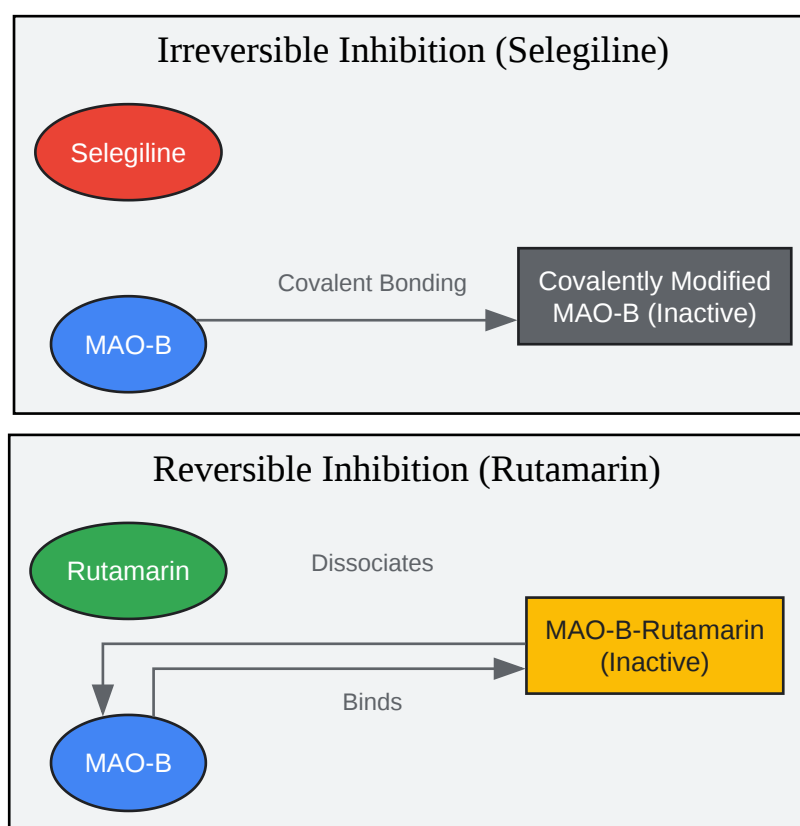 Irreversible Inhibition (Selegiline)
Selegiline
Covalent Bonding
Covalently Modified
MAO-B (Inactive)
MAO-B
Reversible Inhibition (Rutamarin)
Rutamarin
Dissociates
MAO-B-Rutamarin
(Inactive)
Binds
MAO-B